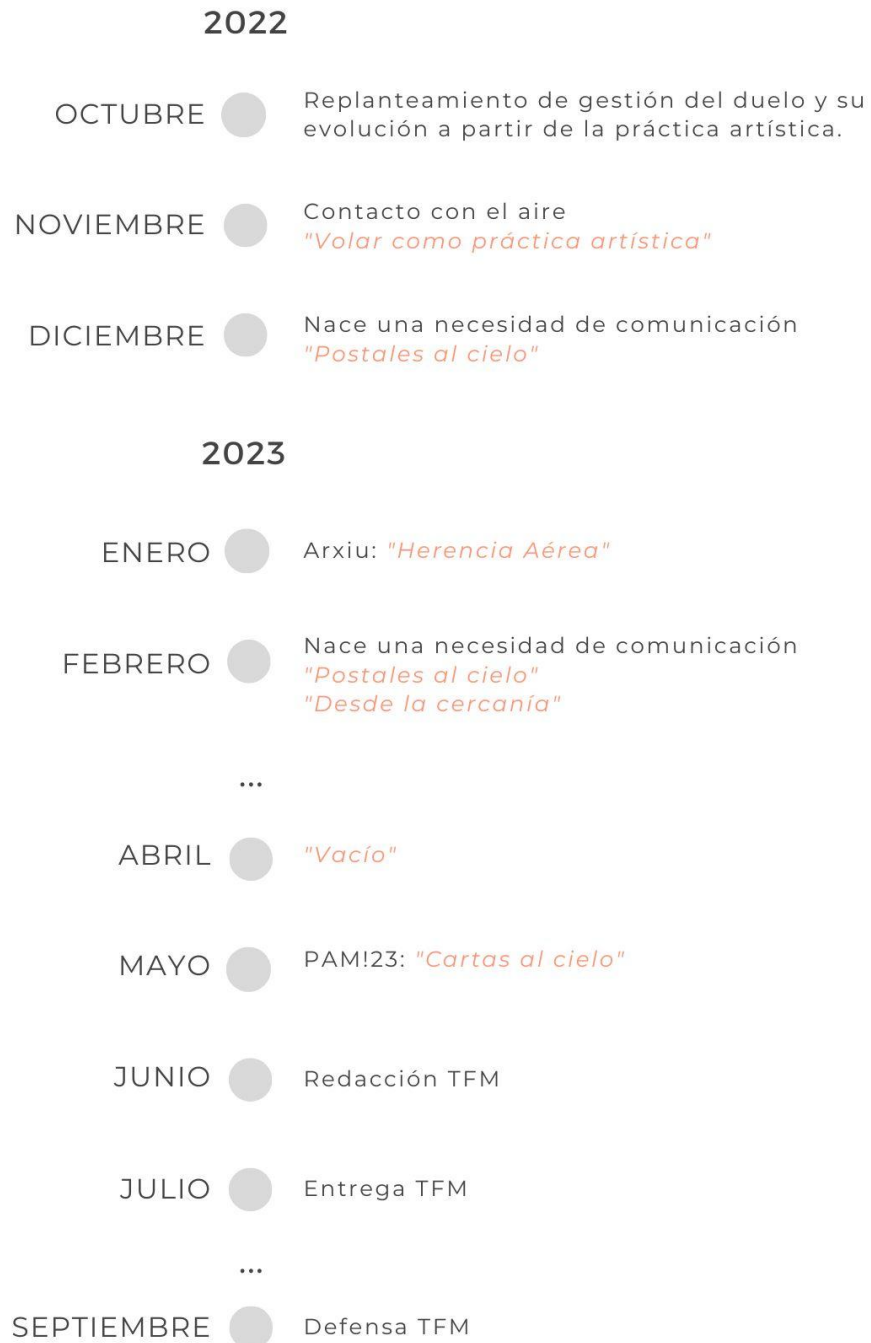 2022
OCTUBRE
Replanteamiento de gestión del duelo y su
evolución a partir de la práctica artística.
NOVIEMBRE
Contacto con el aire
"Volar como práctica artística"
DICIEMBRE
Nace una necesidad de comunicación
"Postales al cielo"
2023
ENERO
Arxiu: "Herencia Aérea"
FEBRERO
Nace una necesidad de comunicación
"Postales al cielo"
"Desde la cercanía"
...
ABRIL
"Vacío"
MAYO
PAM!23: "Cartas al cielo"
JUNIO
Redacción TFM
JULIO
Entrega TFM
...
SEPTIEMBRE
Defensa TFM